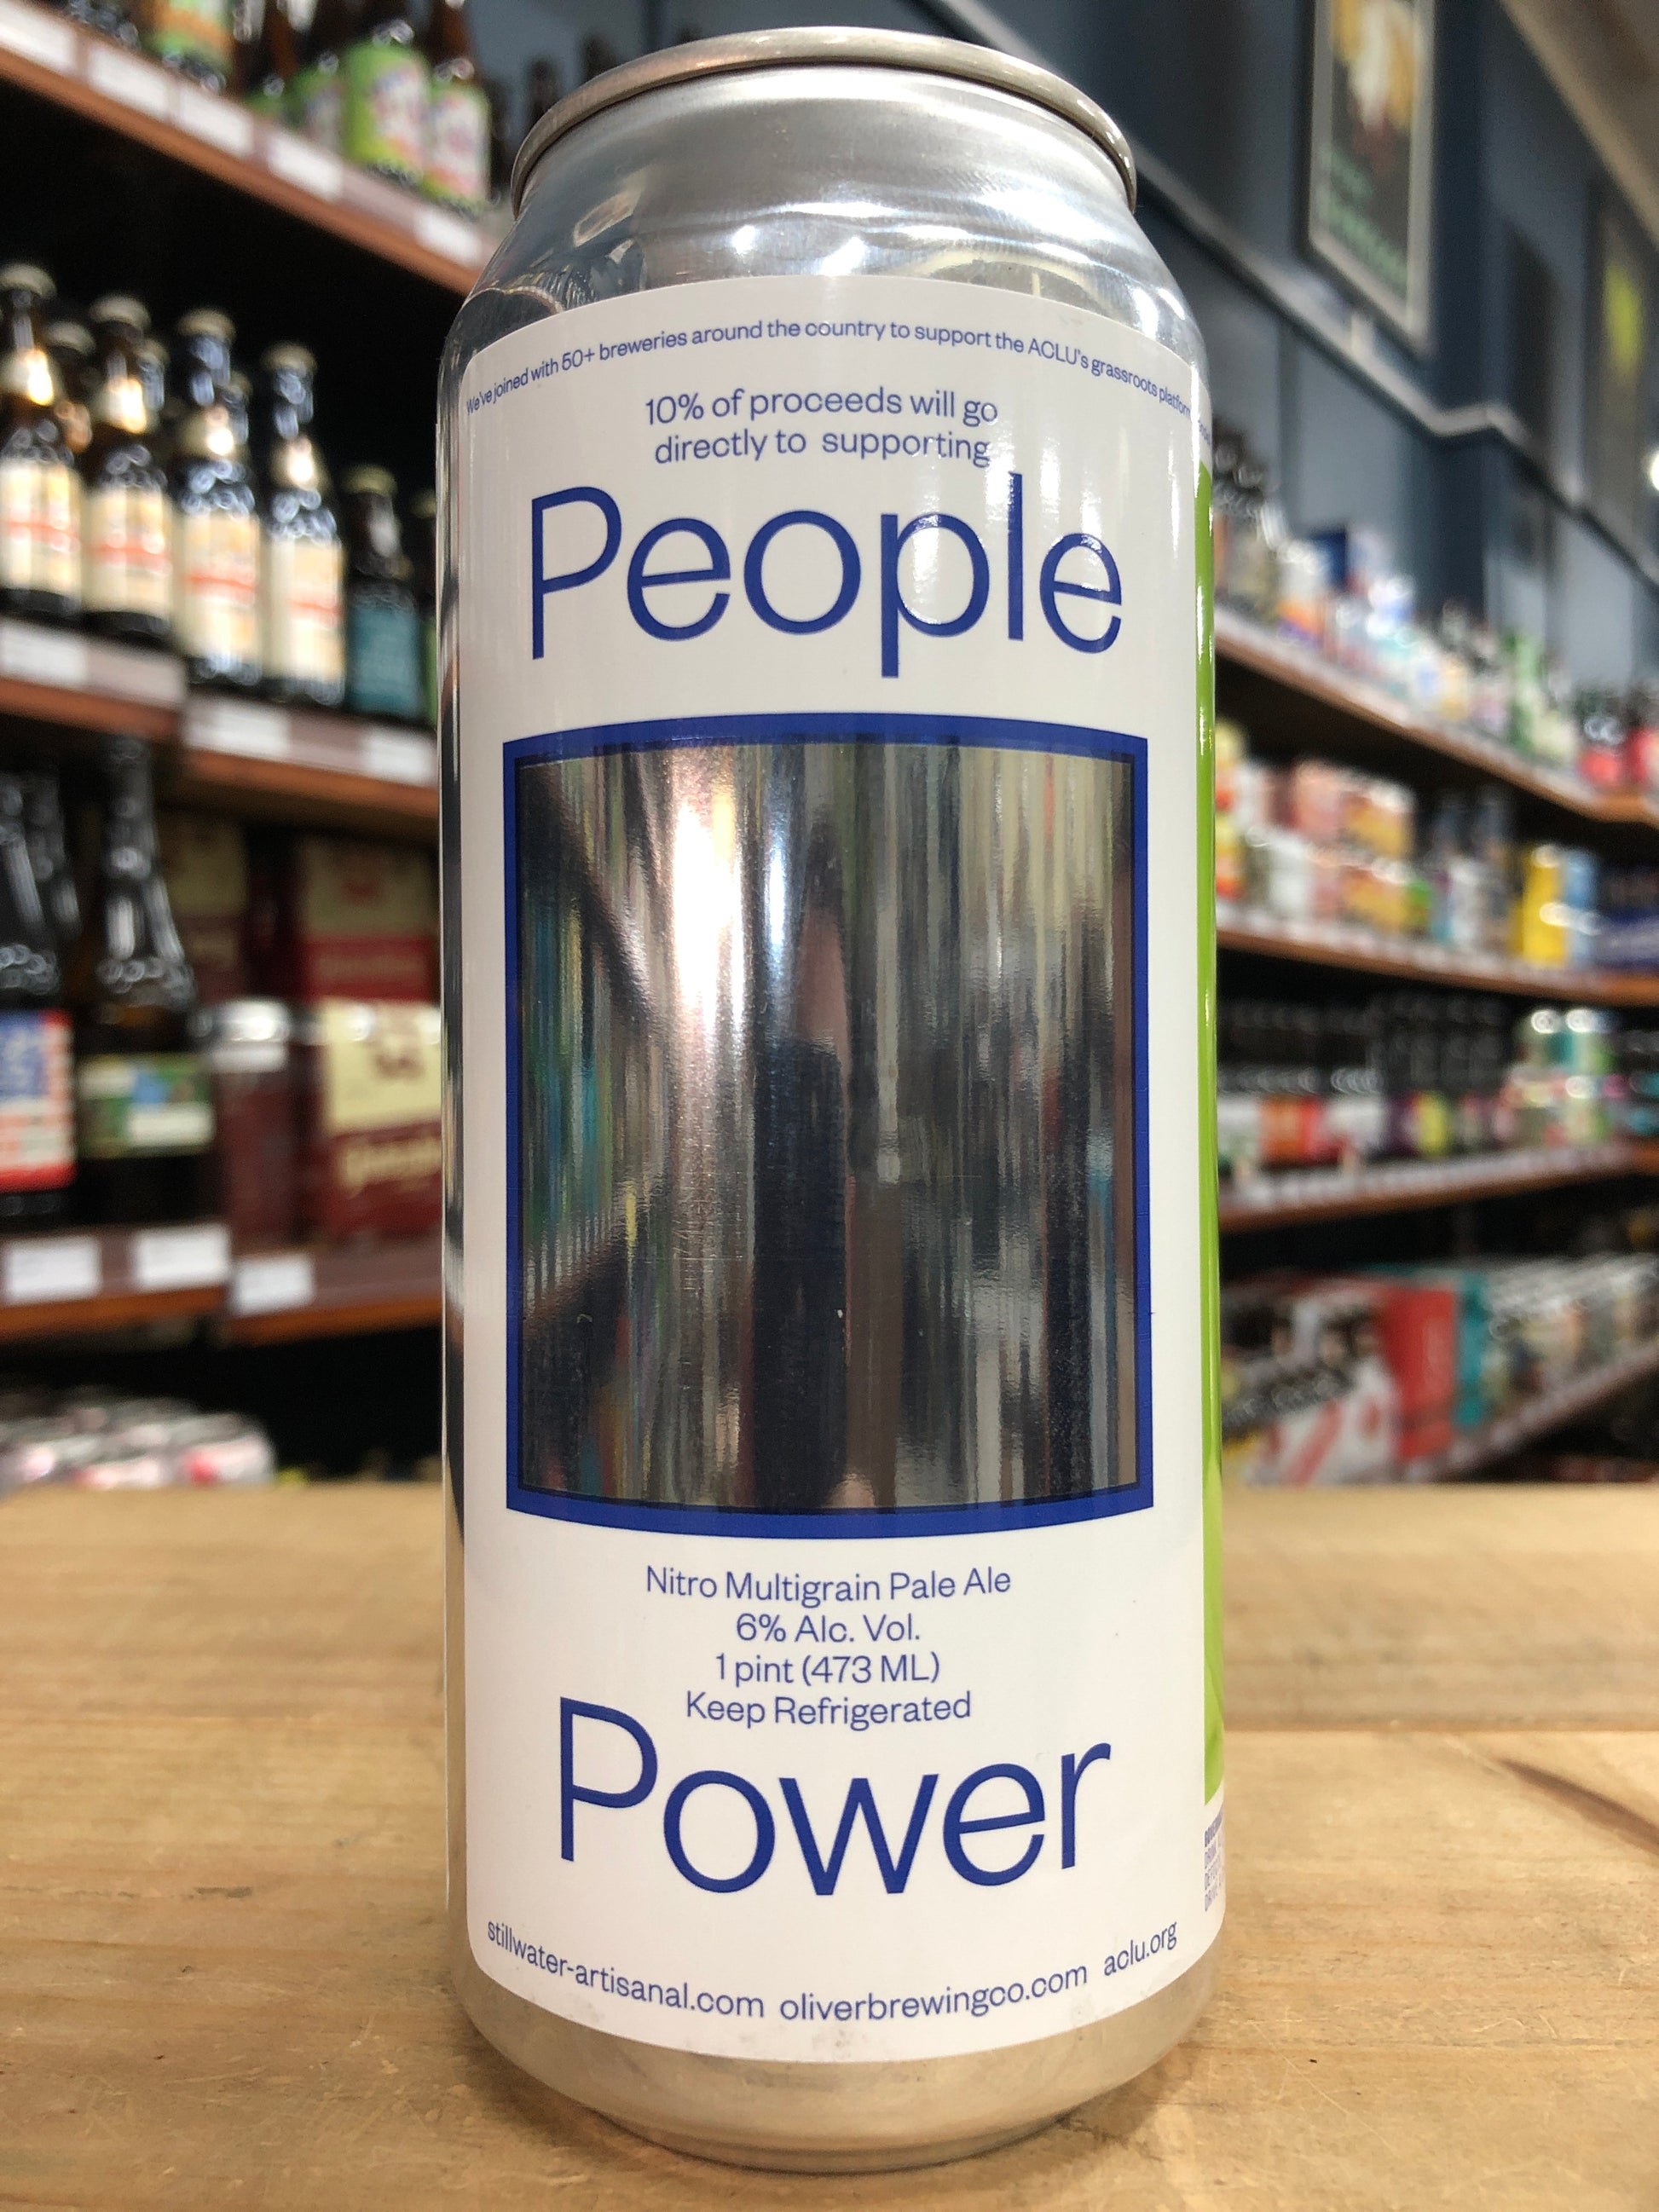 We've joined with 50+ breweries around the country to support the ACLU's grassroots platform
10% of proceeds will go
directly to supporting
People
Nitro Multigrain Pale Ale
6% Alc. Vol.
1 pint (473 ML)
Keep Refrigerated
Power
stillwater-artisanal.com oliverbrewingco.com aclu.org